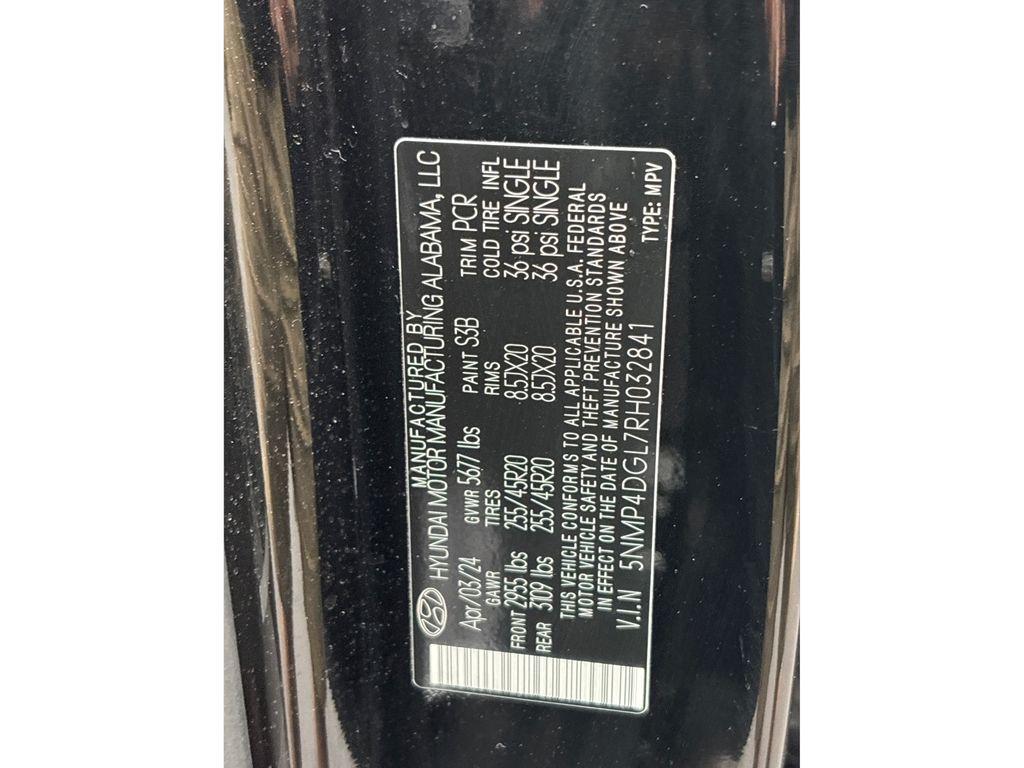 MANUFACTURED BY
HYUNDAI MOTOR MANUFACTURING ALABAMA, LLC
Apr/03/24 GVWR 5677 lbs PAINT S3B TRIM PCR
GAWR TIRES RIMS COLD TIRE INFL
FRONT 2955 lbs 255/45R20 8.5JX20 36 psi SINGLE
REAR 3109 lbs 255/45R20 8.5JX20 36 psi SINGLE
THIS VEHICLE CONFORMS TO ALL APPLICABLE U.S.A. FEDERAL
MOTOR VEHICLE SAFETY AND THEFT PREVENTION STANDARDS
IN EFFECT ON THE DATE OF MANUFACTURE SHOWN ABOVE
V.I.N 5NMP4DGL7RH032841 TYPE: MPV